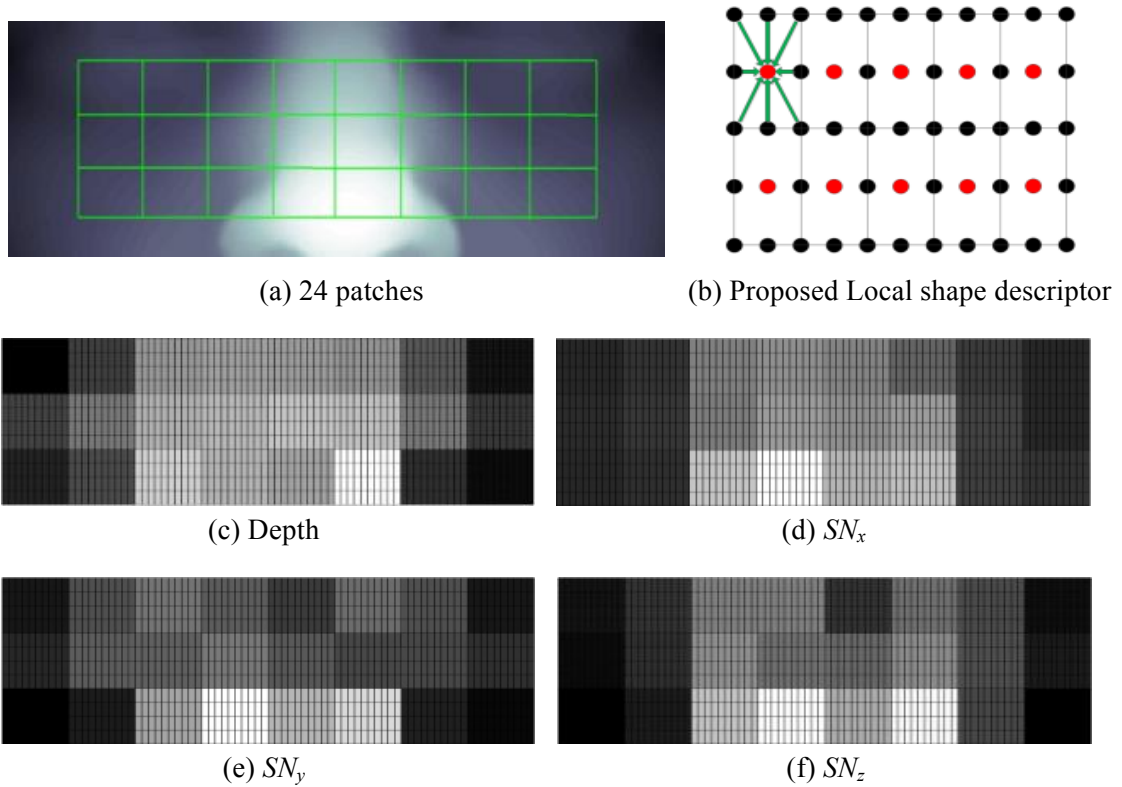 (a) 24 patches
(b) Proposed Local shape descriptor
(c) Depth
(d) SNx
(e) SNy
(f) SNz